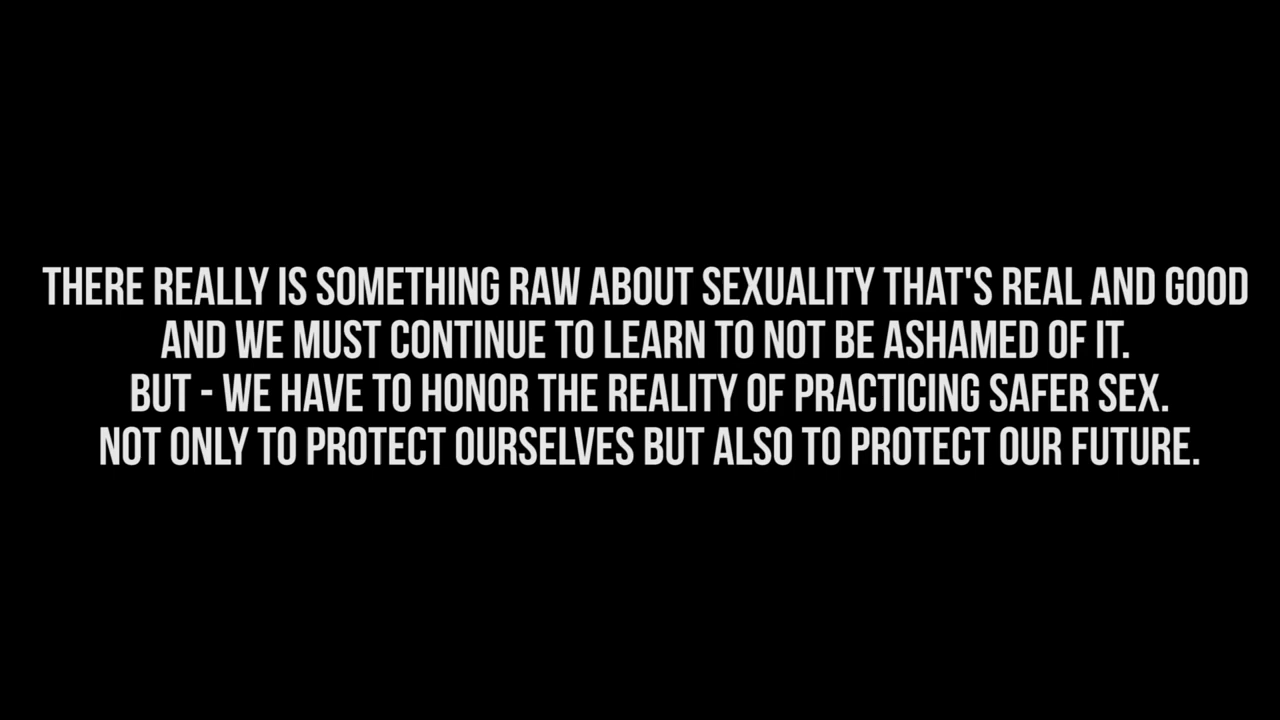 THERE REALLY IS SOMETHING RAW ABOUT SEXUALITY THAT'S REAL AND GOOD
AND WE MUST CONTINUE TO LEARN TO NOT BE ASHAMED OF IT.
BUT - WE HAVE TO HONOR THE REALITY OF PRACTICING SAFER SEX.
NOT ONLY TO PROTECT OURSELVES BUT ALSO TO PROTECT OUR FUTURE.